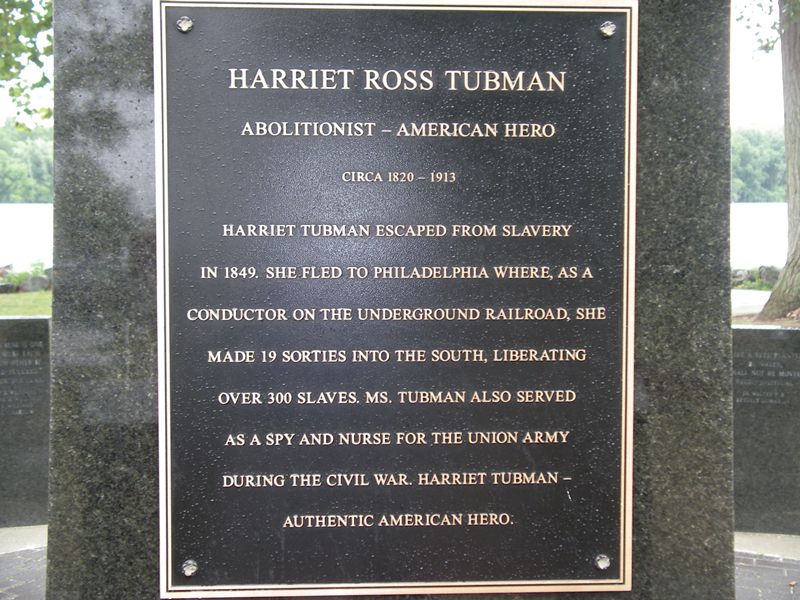 HARRIET ROSS TUBMAN
ABOLITIONIST – AMERICAN HERO
CIRCA 1820 – 1913
HARRIET TUBMAN ESCAPED FROM SLAVERY
IN 1849. SHE FLED TO PHILADELPHIA WHERE, AS A
CONDUCTOR ON THE UNDERGROUND RAILROAD, SHE
MADE 19 SORTIES INTO THE SOUTH, LIBERATING
OVER 300 SLAVES. MS. TUBMAN ALSO SERVED
AS A SPY AND NURSE FOR THE UNION ARMY
DURING THE CIVIL WAR. HARRIET TUBMAN –
AUTHENTIC AMERICAN HERO.